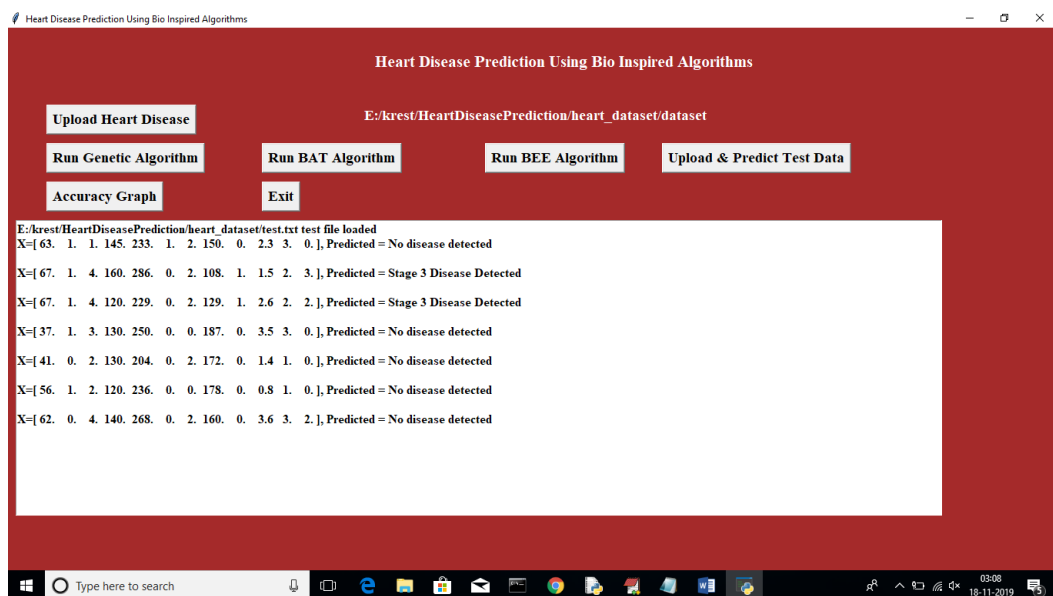 Heart Disease Prediction Using Bio Inspired Algorithms
Heart Disease Prediction Using Bio Inspired Algorithms
Upload Heart Disease
E:/krest/HeartDiseasePrediction/heart_dataset/dataset
Run Genetic Algorithm
Run BAT Algorithm
Run BEE Algorithm
Upload & Predict Test Data
Accuracy Graph
Exit
E:/krest/HeartDiseasePrediction/heart_dataset/test.txt test file loaded
X=[ 63. 1. 1. 145. 233. 1. 2. 150. 0. 2.3 3. 0. ], Predicted = No disease detected
X=[ 67. 1. 4. 160. 286. 0. 2. 108. 1. 1.5 2. 3. ], Predicted = Stage 3 Disease Detected
X=[ 67. 1. 4. 120. 229. 0. 2. 129. 1. 2.6 2. 2. ], Predicted = Stage 3 Disease Detected
X=[ 37. 1. 3. 130. 250. 0. 0. 187. 0. 3.5 3. 0. ], Predicted = No disease detected
X=[ 41. 0. 2. 130. 204. 0. 2. 172. 0. 1.4 1. 0. ], Predicted = No disease detected
X=[ 56. 1. 2. 120. 236. 0. 0. 178. 0. 0.8 1. 0. ], Predicted = No disease detected
X=[ 62. 0. 4. 140. 268. 0. 2. 160. 0. 3.6 3. 2. ], Predicted = No disease detected
Type here to search
03:08
18-11-2019
5